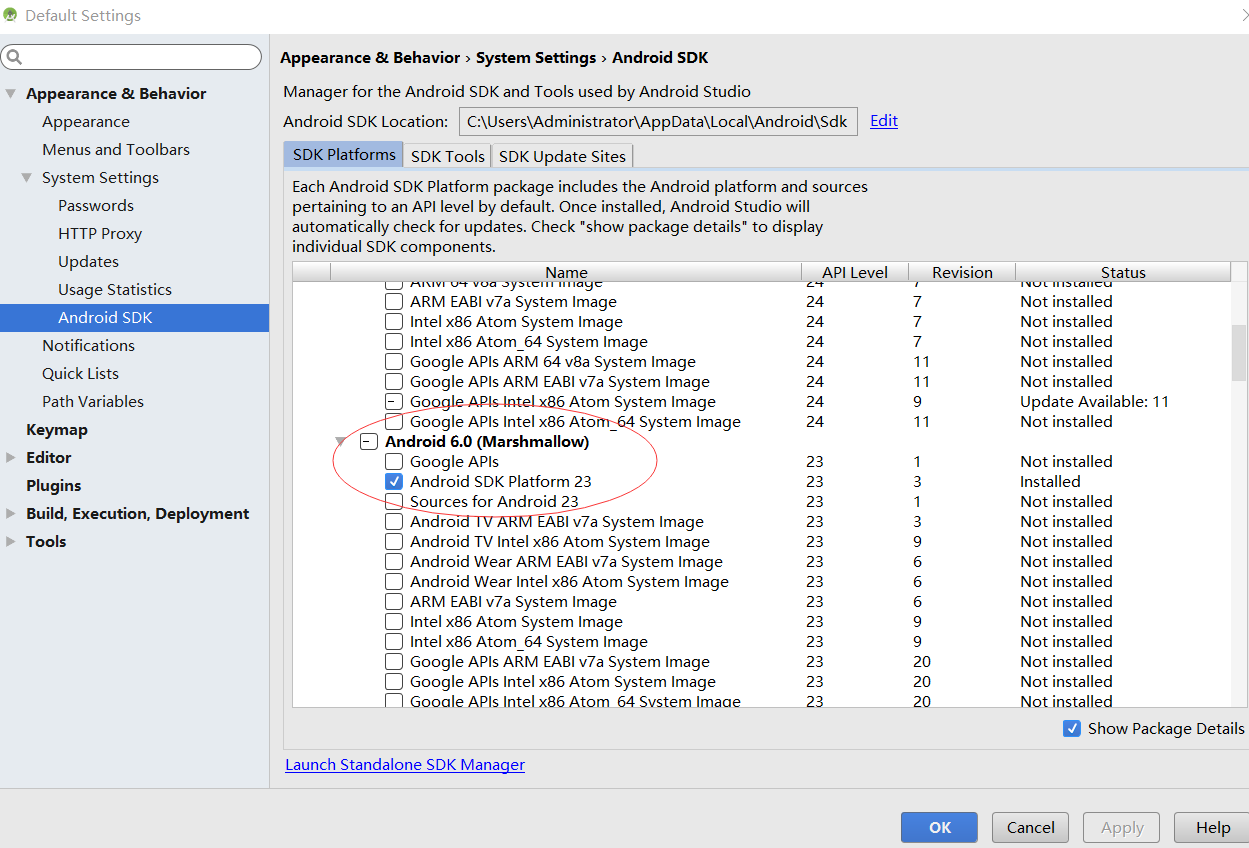 Default Settings
Appearance & Behavior
Appearance
Menus and Toolbars
System Settings
Passwords
HTTP Proxy
Updates
Usage Statistics
Android SDK
Notifications
Quick Lists
Path Variables
Keymap
Editor
Plugins
Build, Execution, Deployment
Tools
Appearance & Behavior › System Settings › Android SDK
Manager for the Android SDK and Tools used by Android Studio
Android SDK Location: C:\Users\Administrator\AppData\Local\Android\Sdk Edit
SDK Platforms SDK Tools SDK Update Sites
Each Android SDK Platform package includes the Android platform and sources
pertaining to an API level by default. Once installed, Android Studio will
automatically check for updates. Check "show package details" to display
individual SDK components.
Name API Level Revision Status
ARM 64 v8a System Image 24 7 Not installed
ARM EABI v7a System Image 24 7 Not installed
Intel x86 Atom System Image 24 7 Not installed
Intel x86 Atom_64 System Image 24 7 Not installed
Google APIs ARM 64 v8a System Image 24 11 Not installed
Google APIs ARM EABI v7a System Image 24 11 Not installed
Google APIs Intel x86 Atom System Image 24 9 Update Available: 11
Google APIs Intel x86 Atom_64 System Image 24 11 Not installed
Android 6.0 (Marshmallow)
Google APIs 23 1 Not installed
Android SDK Platform 23 23 3 Installed
Sources for Android 23 23 1 Not installed
Android TV ARM EABI v7a System Image 23 3 Not installed
Android TV Intel x86 Atom System Image 23 9 Not installed
Android Wear ARM EABI v7a System Image 23 6 Not installed
Android Wear Intel x86 Atom System Image 23 6 Not installed
ARM EABI v7a System Image 23 6 Not installed
Intel x86 Atom System Image 23 9 Not installed
Intel x86 Atom_64 System Image 23 9 Not installed
Google APIs ARM EABI v7a System Image 23 20 Not installed
Google APIs Intel x86 Atom System Image 23 20 Not installed
Google APIs Intel x86 Atom_64 System Image 23 20 Not installed
Show Package Details
Launch Standalone SDK Manager
OK Cancel Apply Help